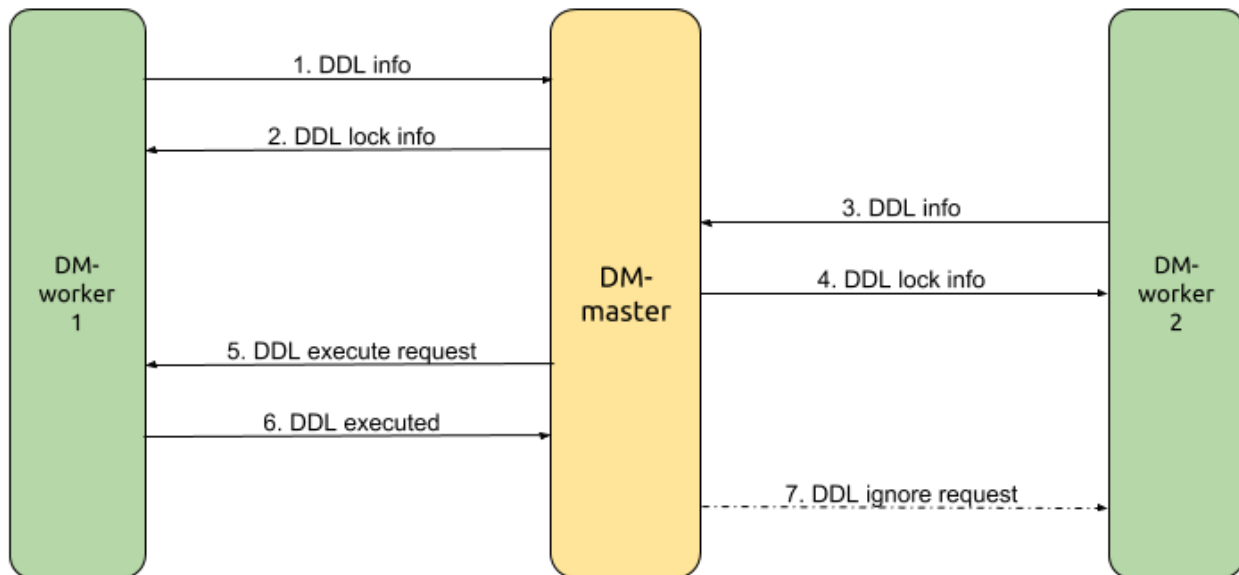 1. DDL info
2. DDL lock info
3. DDL info
DM-
worker
1
DM-
master
DM-
worker
2
4. DDL lock info
5. DDL execute request
6. DDL executed
7. DDL ignore request